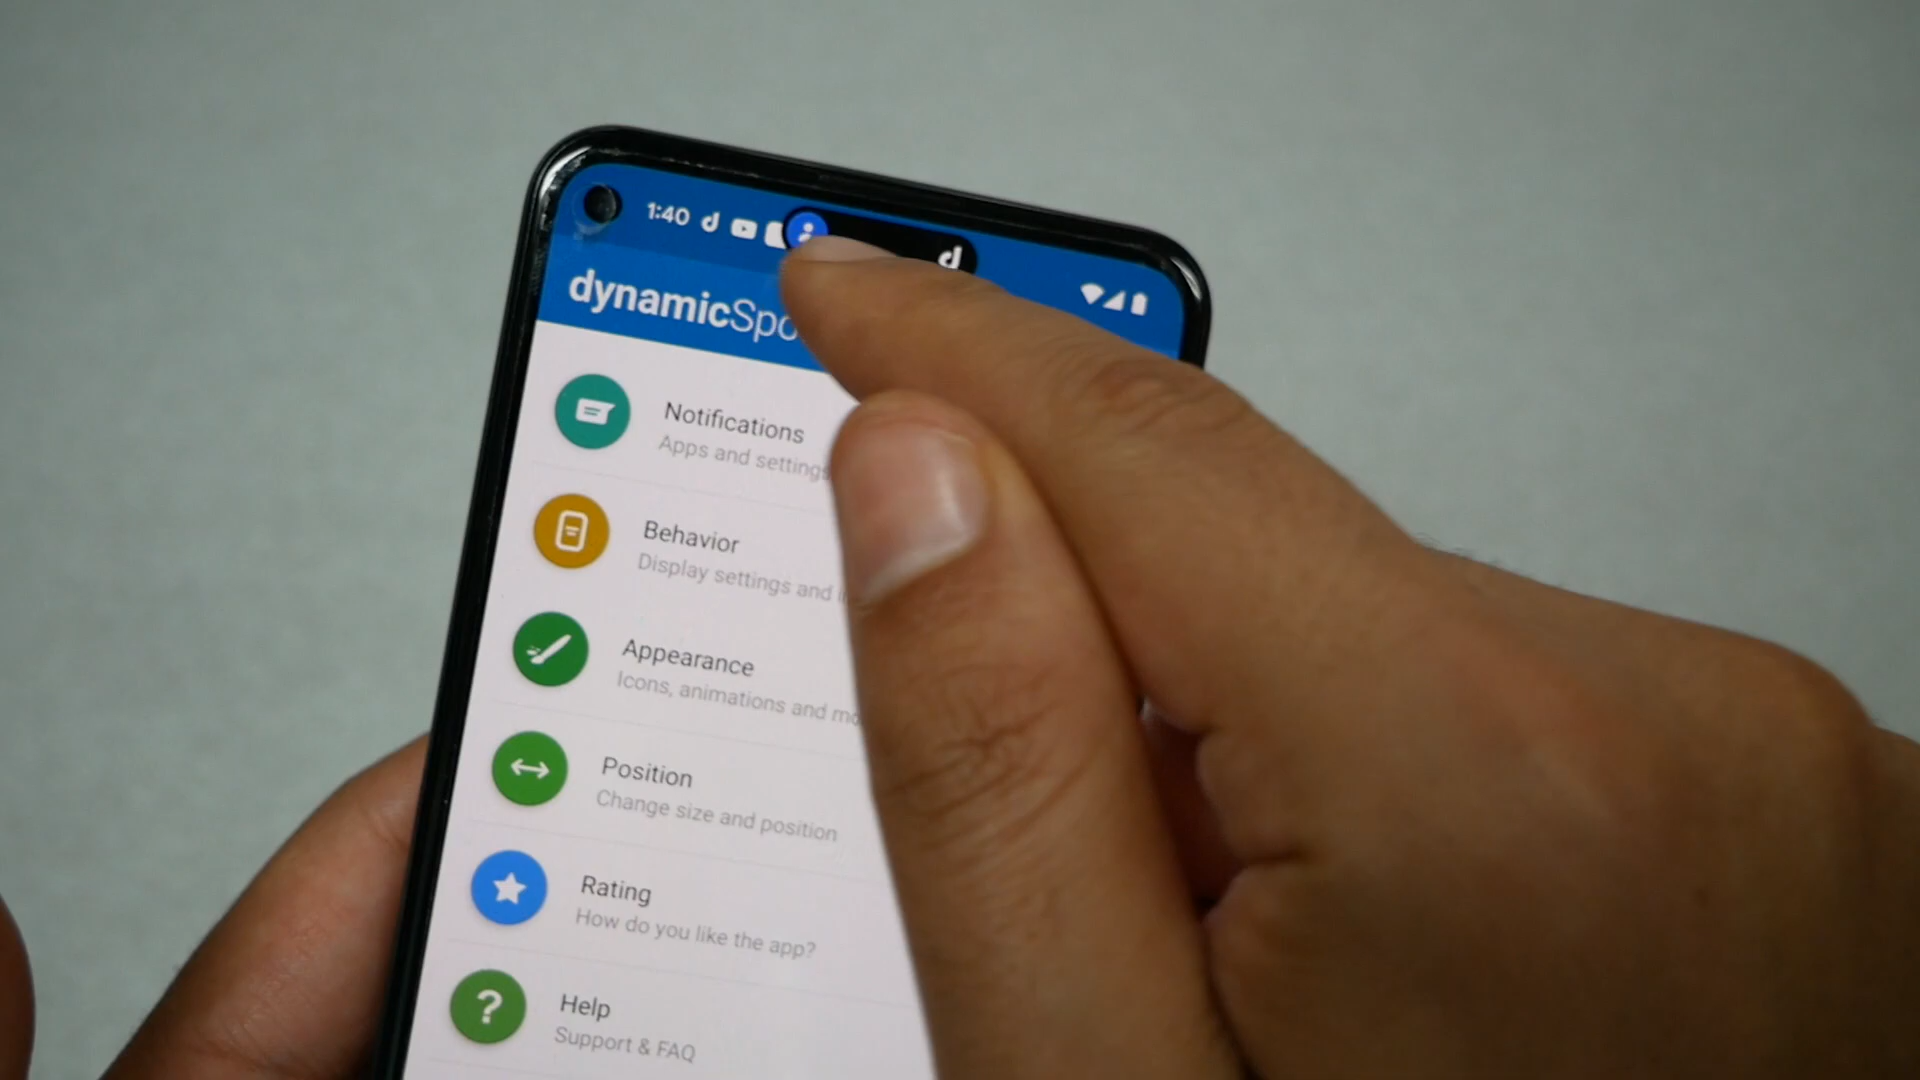 1:40
d
dynamicSpo
Notifications
Apps and settings
Behavior
Display settings and
Appearance
Icons, animations and mo
Position
Change size and position
Rating
How do you like the app?
?
Help
Support & FAQ